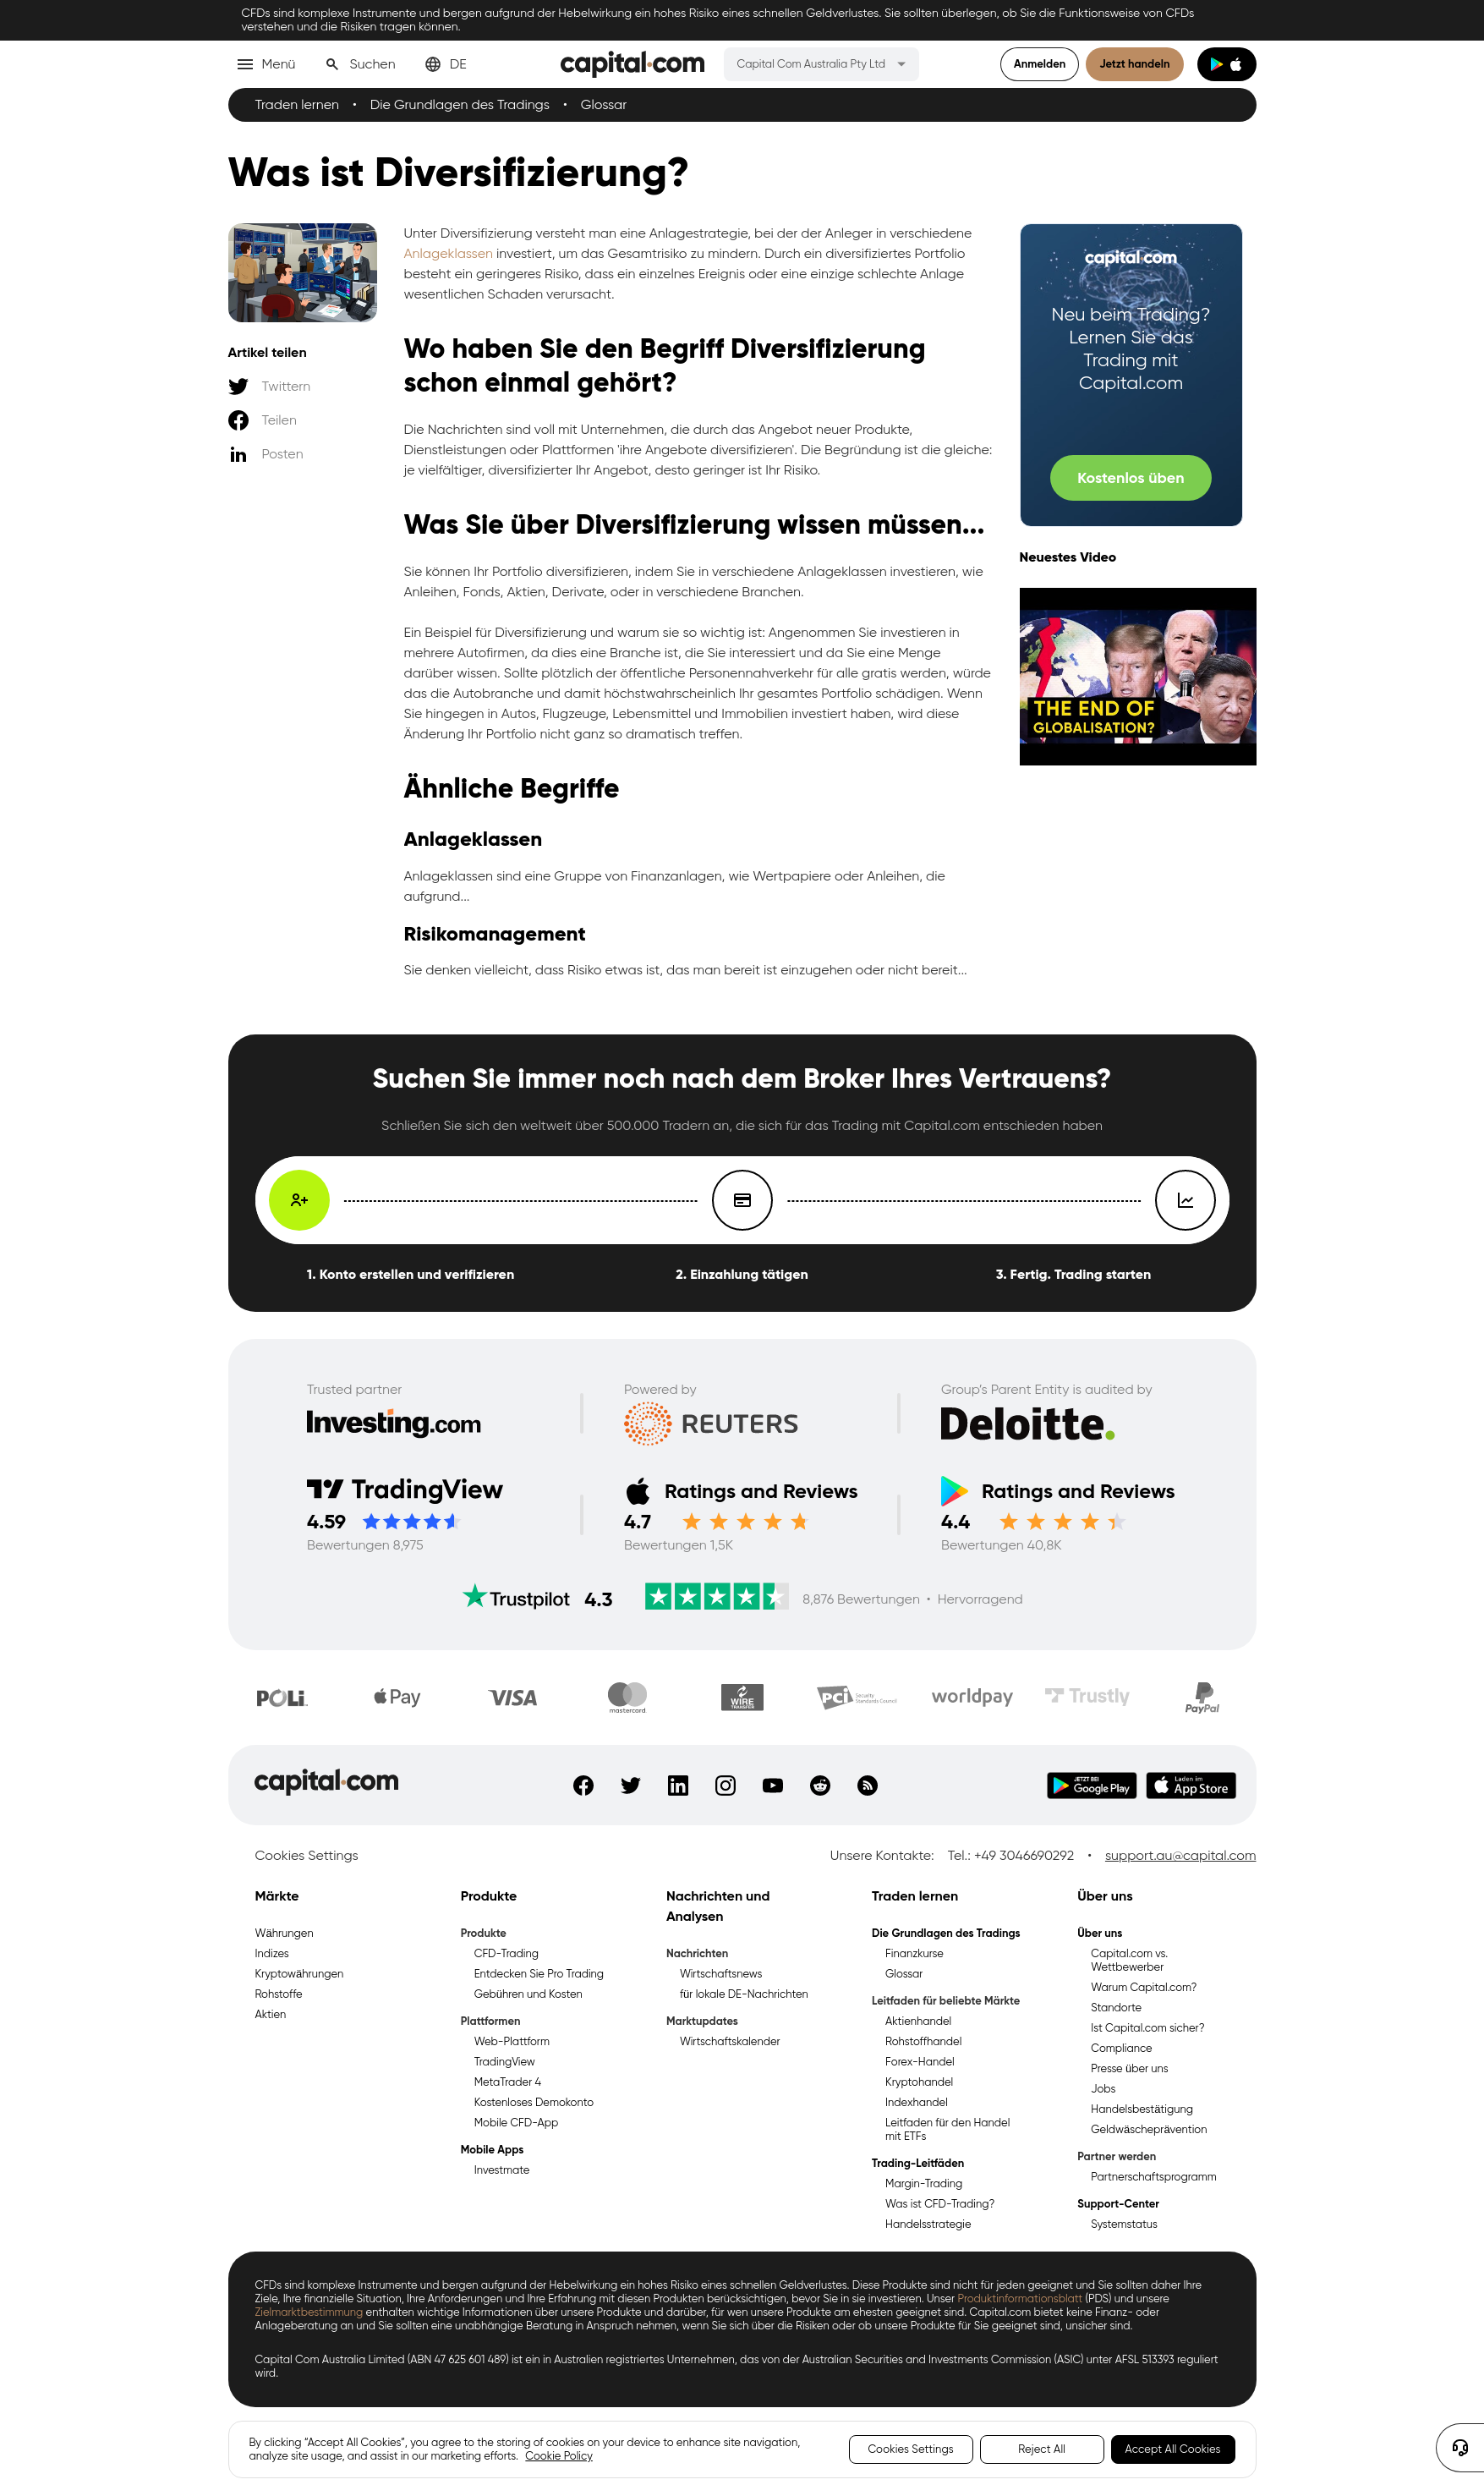 CFDs sind komplexe Instrumente und bergen aufgrund der Hebelwirkung ein hohes Risiko eines schnellen Geldverlustes. Sie sollten überlegen, ob Sie die Funktionsweise von CFDs
verstehen und die Risiken tragen können.
Menü
Suchen
DE
capital.com
Capital Com Australia Pty Ltd
Anmelden
Jetzt handeln
Traden lernen • Die Grundlagen des Tradings • Glossar
Was ist Diversifizierung?
Artikel teilen
Twittern
Teilen
Posten
Unter Diversifizierung versteht man eine Anlagestrategie, bei der der Anleger in verschiedene
Anlageklassen investiert, um das Gesamtrisiko zu mindern. Durch ein diversifiziertes Portfolio
besteht ein geringeres Risiko, dass ein einzelnes Ereignis oder eine einzige schlechte Anlage
wesentlichen Schaden verursacht.
Wo haben Sie den Begriff Diversifizierung
schon einmal gehört?
Die Nachrichten sind voll mit Unternehmen, die durch das Angebot neuer Produkte,
Dienstleistungen oder Plattformen 'ihre Angebote diversifizieren'. Die Begründung ist die gleiche:
je vielfältiger, diversifizierter Ihr Angebot, desto geringer ist Ihr Risiko.
Was Sie über Diversifizierung wissen müssen...
Sie können Ihr Portfolio diversifizieren, indem Sie in verschiedene Anlageklassen investieren, wie
Anleihen, Fonds, Aktien, Derivate, oder in verschiedene Branchen.
Ein Beispiel für Diversifizierung und warum sie so wichtig ist: Angenommen Sie investieren in
mehrere Autofirmen, da dies eine Branche ist, die Sie interessiert und da Sie eine Menge
darüber wissen. Sollte plötzlich der öffentliche Personennahverkehr für alle gratis werden, würde
das die Autobranche und damit höchstwahrscheinlich Ihr gesamtes Portfolio schädigen. Wenn
Sie hingegen in Autos, Flugzeuge, Lebensmittel und Immobilien investiert haben, wird diese
Änderung Ihr Portfolio nicht ganz so dramatisch treffen.
Ähnliche Begriffe
Anlageklassen
Anlageklassen sind eine Gruppe von Finanzanlagen, wie Wertpapiere oder Anleihen, die
aufgrund...
Risikomanagement
Sie denken vielleicht, dass Risiko etwas ist, das man bereit ist einzugehen oder nicht bereit...
capital.com
Neu beim Trading?
Lernen Sie das
Trading mit
Capital.com
Kostenlos üben
Neuestes Video
THE END OF
GLOBALISATION?
Suchen Sie immer noch nach dem Broker Ihres Vertrauens?
Schließen Sie sich den weltweit über 500.000 Tradern an, die sich für das Trading mit Capital.com entschieden haben
1. Konto erstellen und verifizieren
2. Einzahlung tätigen
3. Fertig. Trading starten
Trusted partner
Investing.com
Powered by
REUTERS
Group's Parent Entity is audited by
Deloitte.
TradingView
4.59
Bewertungen 8,975
Ratings and Reviews
4.7
Bewertungen 1,5K
Ratings and Reviews
4.4
Bewertungen 40,8K
Trustpilot 4.3
8,876 Bewertungen • Hervorragend
POLi
Pay
VISA
mastercard
WIRE
TRANSFER
PCI Security
Standards Council
worldpay
Trustly
PayPal
capital.com
JETZT BEI
Google Play
Laden im
App Store
Cookies Settings
Unsere Kontakte: Tel.: +49 3046690292 • support.au@capital.com
Märkte
Währungen
Indizes
Kryptowährungen
Rohstoffe
Aktien
Produkte
Produkte
CFD-Trading
Entdecken Sie Pro Trading
Gebühren und Kosten
Plattformen
Web-Plattform
TradingView
MetaTrader 4
Kostenloses Demokonto
Mobile CFD-App
Mobile Apps
Investmate
Nachrichten und
Analysen
Nachrichten
Wirtschaftsnews
für lokale DE-Nachrichten
Marktupdates
Wirtschaftskalender
Traden lernen
Die Grundlagen des Tradings
Finanzkurse
Glossar
Leitfaden für beliebte Märkte
Aktienhandel
Rohstoffhandel
Forex-Handel
Kryptohandel
Indexhandel
Leitfaden für den Handel
mit ETFs
Trading-Leitfäden
Margin-Trading
Was ist CFD-Trading?
Handelsstrategie
Über uns
Über uns
Capital.com vs.
Wettbewerber
Warum Capital.com?
Standorte
Ist Capital.com sicher?
Compliance
Presse über uns
Jobs
Handelsbestätigung
Geldwäscheprävention
Partner werden
Partnerschaftsprogramm
Support-Center
Systemstatus
CFDs sind komplexe Instrumente und bergen aufgrund der Hebelwirkung ein hohes Risiko eines schnellen Geldverlustes. Diese Produkte sind nicht für jeden geeignet und Sie sollten daher Ihre
Ziele, Ihre finanzielle Situation, Ihre Anforderungen und Ihre Erfahrung mit diesen Produkten berücksichtigen, bevor Sie in sie investieren. Unser Produktinformationsblatt (PDS) und unsere
Zielmarktbestimmung enthalten wichtige Informationen über unsere Produkte und darüber, für wen unsere Produkte am ehesten geeignet sind. Capital.com bietet keine Finanz- oder
Anlageberatung an und Sie sollten eine unabhängige Beratung in Anspruch nehmen, wenn Sie sich über die Risiken oder ob unsere Produkte für Sie geeignet sind, unsicher sind.
Capital Com Australia Limited (ABN 47 625 601 489) ist ein in Australien registriertes Unternehmen, das von der Australian Securities and Investments Commission (ASIC) unter AFSL 513393 reguliert
wird.
By clicking “Accept All Cookies”, you agree to the storing of cookies on your device to enhance site navigation,
analyze site usage, and assist in our marketing efforts. Cookie Policy
Cookies Settings
Reject All
Accept All Cookies